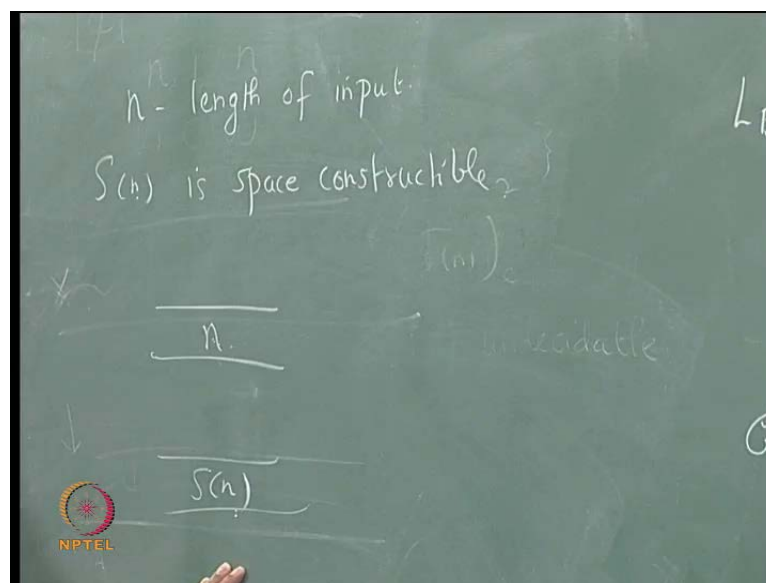 n - length of input.
S(n) is space constructible
n.
S(n)
L
NPTEL